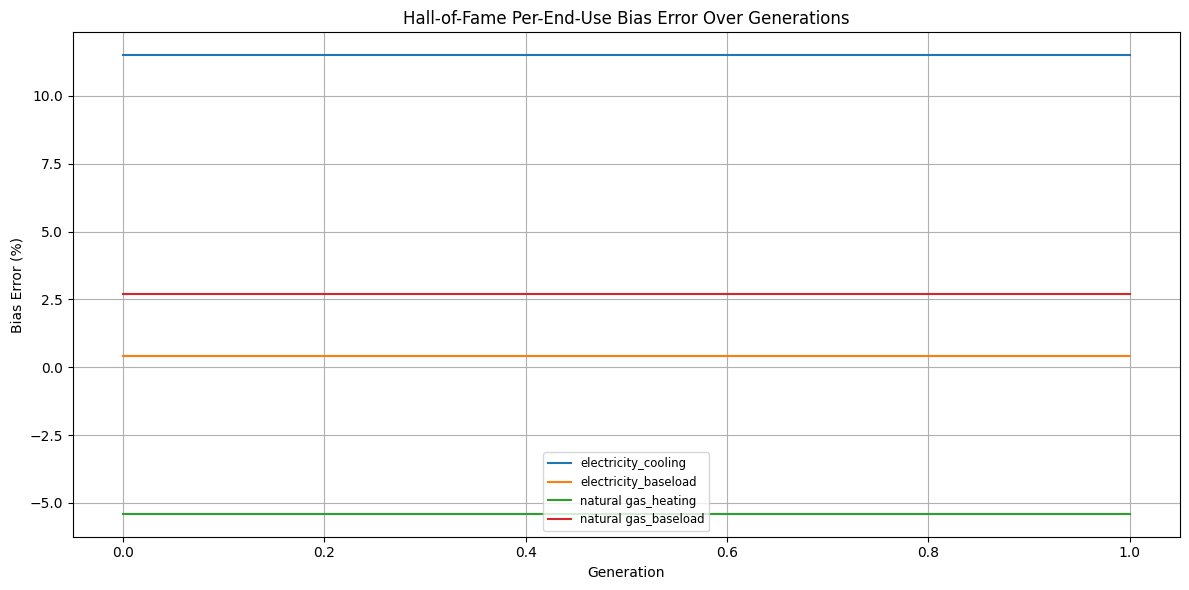 Hall-of-Fame Per-End-Use Bias Error Over Generations
Bias Error (%)
10.0
7.5
5.0
2.5
0.0
−2.5
−5.0
electricity_cooling
electricity_baseload
natural gas_heating
natural gas_baseload
0.0 0.2 0.4 0.6 0.8 1.0
Generation